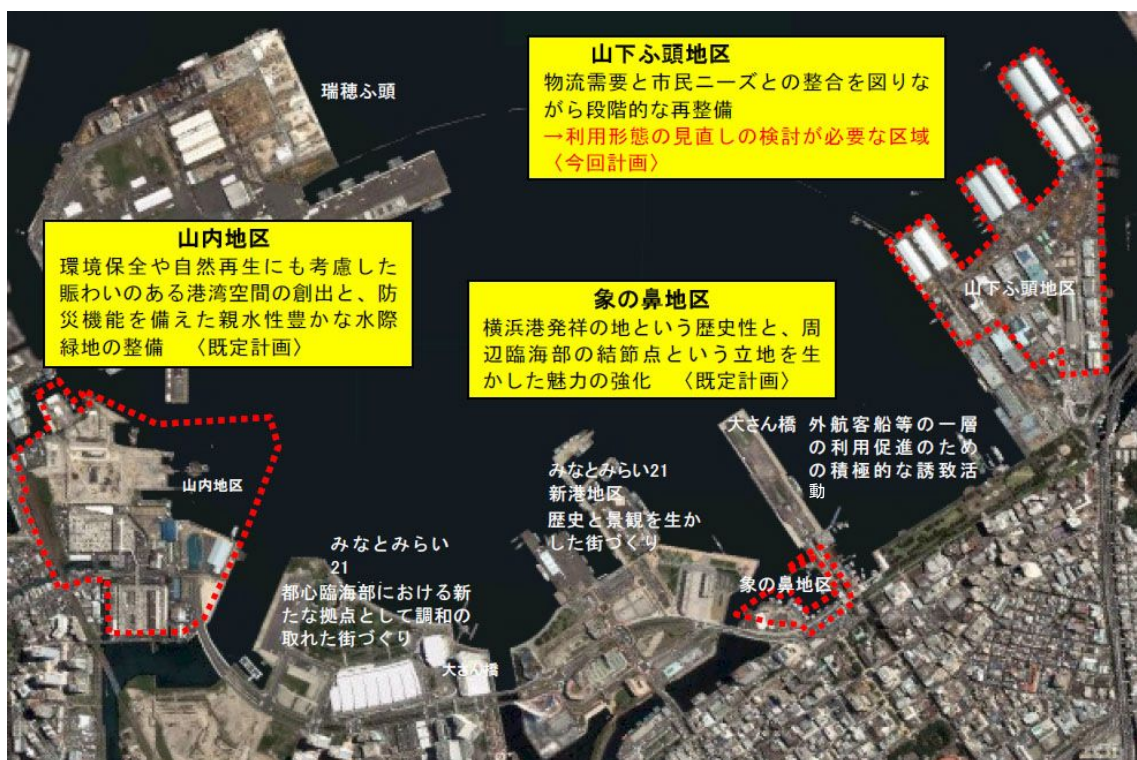 瑞穂ふ頭
山下ふ頭地区
物流需要と市民ニーズとの整合を図りな
がら段階的な再整備
→利用形態の見直しの検討が必要な区域
〈今回計画〉
山内地区
環境保全や自然再生にも考慮した
賑わいのある港湾空間の創出と、防
災機能を備えた親水性豊かな水際
緑地の整備 〈既定計画〉
象の鼻地区
横浜港発祥の地という歴史性と、周
辺臨海部の結節点という立地を生
かした魅力の強化 〈既定計画〉
山下ふ頭地区
大さん橋
外航客船等の一層
の利用促進のため
の積極的な誘致活
動
みなとみらい21
新港地区
歴史と景観を生か
した街づくり
山内地区
みなとみらい
21
都心臨海部における新
たな拠点として調和の
取れた街づくり
大さん橋
象の鼻地区